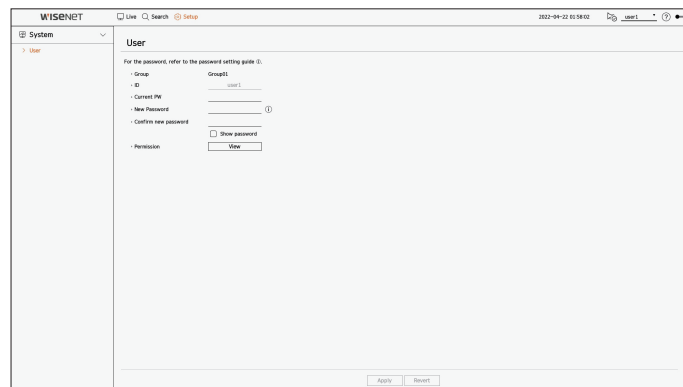 WISENET Live Search Setup 2022-04-22 01:58:02 user1
System
> User
User
For the password, refer to the password setting guide ⓘ.
· Group Group01
· ID user1
· Current PW
· New Password
· Confirm new password
Show password
· Permission View
Apply Revert